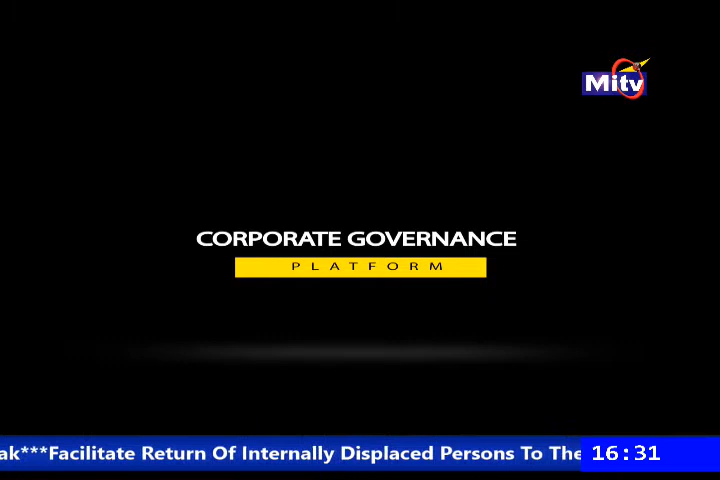 Mitv
CORPORATE GOVERNANCE
PLATFORM
ak***Facilitate Return Of Internally Displaced Persons To The
16:31